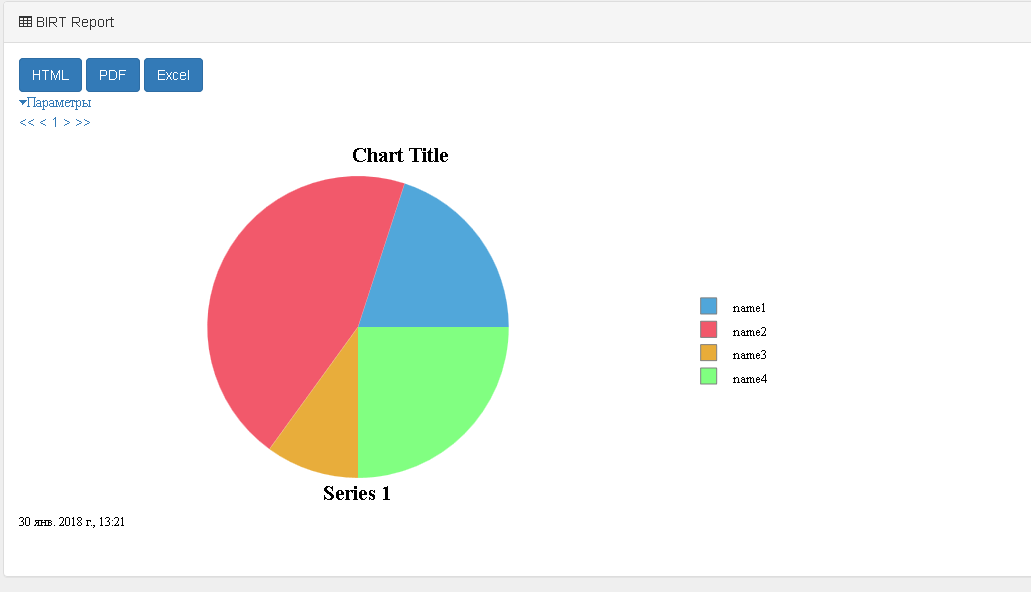 BIRT Report
HTML PDF Excel
Параметры
<< < 1 > >>
Chart Title
name1
name2
name3
name4
Series 1
30 янв. 2018 г., 13:21